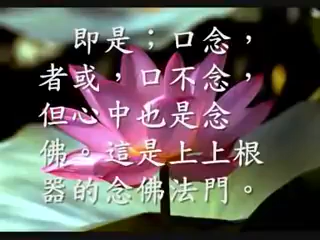 即是；口念，
者或，口不念，
但心中也是念
佛。這是上上根
器的念佛法門。